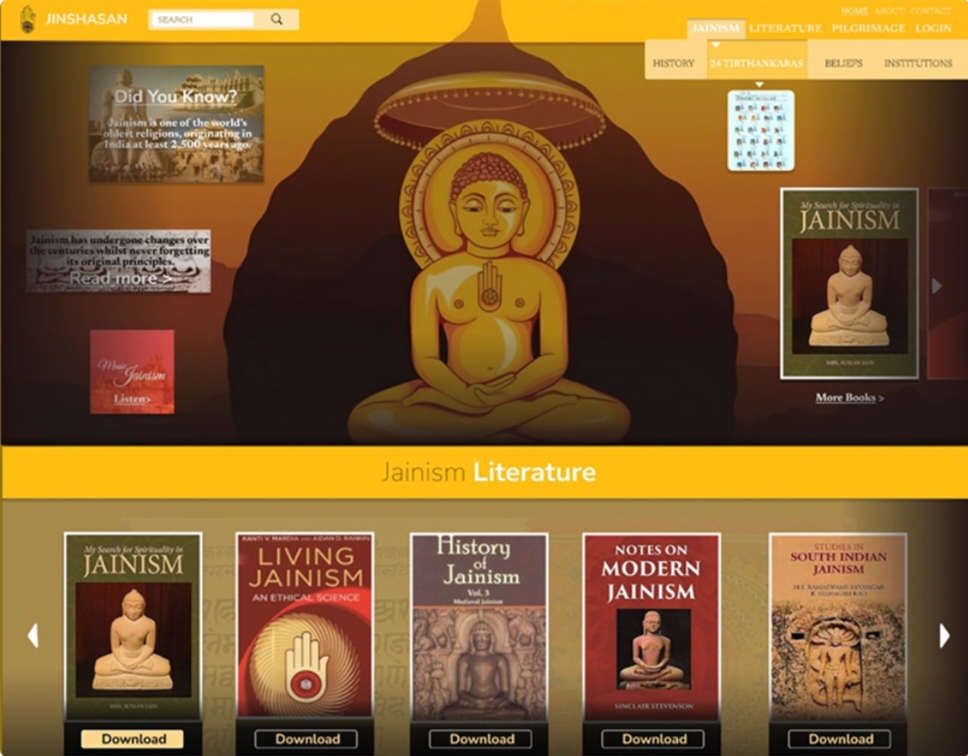 JINSHASAN
SEARCH
HOME ABOUT CONTACT
JAINISM LITERATURE PILGRIMAGE LOGIN
HISTORY 24 TIRTHANKARAS BELIEFS INSTITUTIONS
Did You Know?
Jainism is one of the world's
oldest religions, originating in
India at least 2,500 years ago.
Jainism has undergone changes over
the centuries whilst never forgetting
its original principles.
Read more >
Music
Jainism
Listen>
My Search for Spirituality in
JAINISM
More Books >
Jainism Literature
My Search for Spirituality in
JAINISM
Download
KANTI V. MARDIA AND AIDAN D. RANKIN
LIVING
JAINISM
AN ETHICAL SCIENCE
Download
History
of
Jainism
Vol. 3
Medieval Jainism
Download
NOTES ON
MODERN
JAINISM
SINCLAIR STEVENSON
Download
STUDIES IN
SOUTH INDIAN
JAINISM
Download